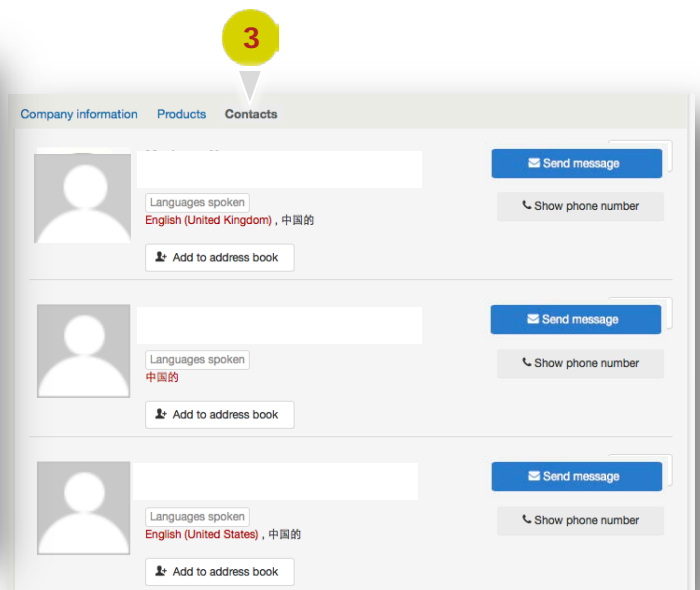 3
Company information Products Contacts
Send message
Languages spoken
Show phone number
English (United Kingdom) , 中国的
Add to address book
Send message
Languages spoken
Show phone number
中国的
Add to address book
Send message
Languages spoken
Show phone number
English (United States) , 中国的
Add to address book